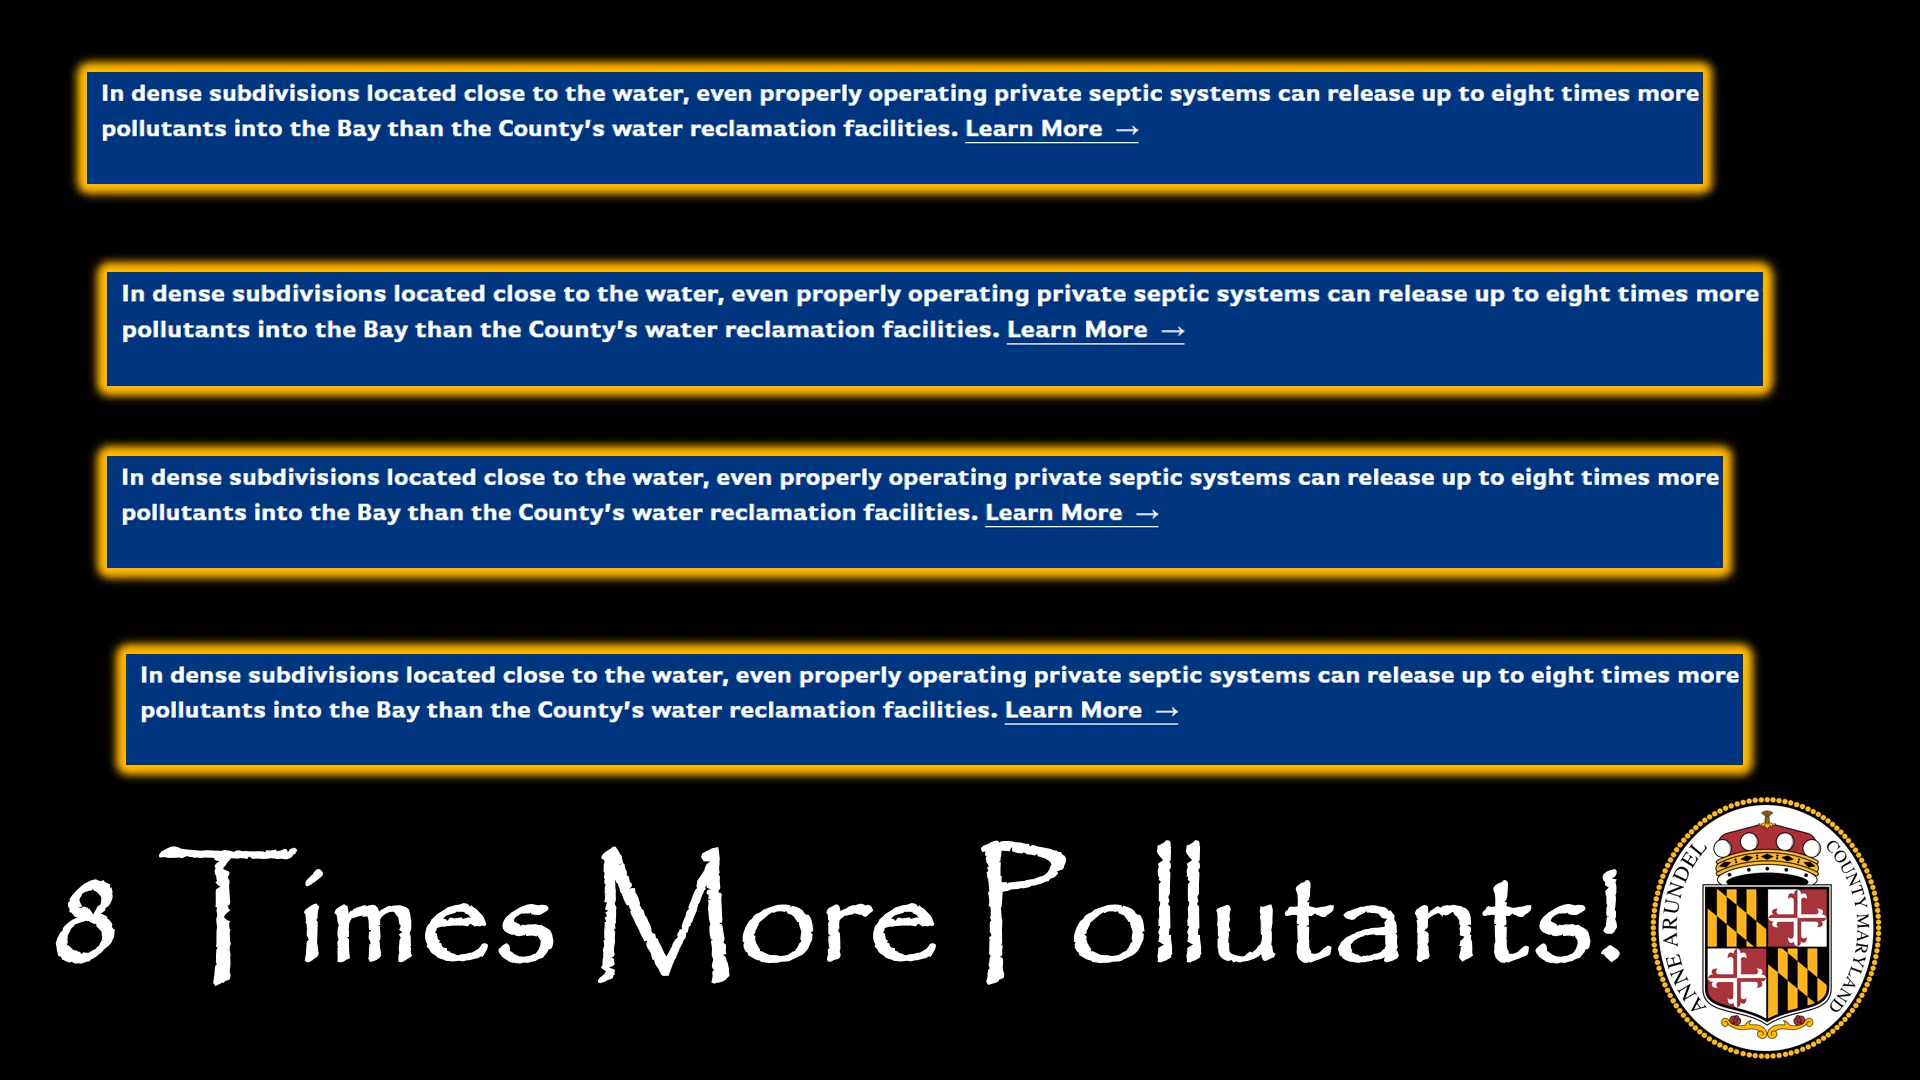 In dense subdivisions located close to the water, even properly operating private septic systems can release up to eight times more
pollutants into the Bay than the County’s water reclamation facilities. Learn More →
In dense subdivisions located close to the water, even properly operating private septic systems can release up to eight times more
pollutants into the Bay than the County’s water reclamation facilities. Learn More →
In dense subdivisions located close to the water, even properly operating private septic systems can release up to eight times more
pollutants into the Bay than the County’s water reclamation facilities. Learn More →
In dense subdivisions located close to the water, even properly operating private septic systems can release up to eight times more
pollutants into the Bay than the County’s water reclamation facilities. Learn More →
8 Times More Pollutants!
ANNE ARUNDEL COUNTY MARYLAND